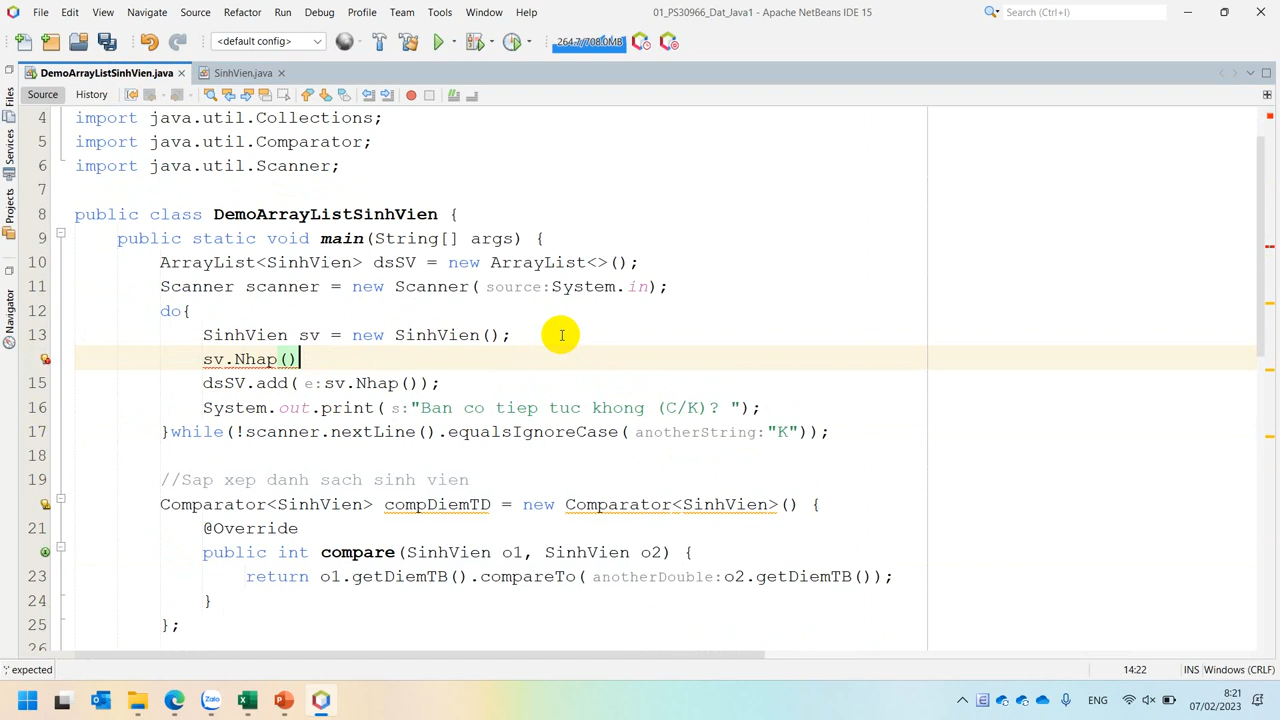 File Edit View Navigate Source Refactor Run Debug Profile Team Tools Window Help 01_PS30966_Dat_Java1 - Apache NetBeans IDE 15 Search (Ctrl+I)
<default config> 264.7/708.0MB
DemoArrayListSinhVien.java SinhVien.java
Source History
Files
Services
Projects
Navigator
4 import java.util.Collections;
5 import java.util.Comparator;
6 import java.util.Scanner;
7
8 public class DemoArrayListSinhVien {
9 public static void main(String[] args) {
10 ArrayList<SinhVien> dsSV = new ArrayList<>();
11 Scanner scanner = new Scanner(source:System.in);
12 do{
13 SinhVien sv = new SinhVien();
sv.Nhap()
15 dsSV.add(e:sv.Nhap());
16 System.out.print(s:"Ban co tiep tuc khong (C/K)? ");
17 }while(!scanner.nextLine().equalsIgnoreCase(anotherString:"K"));
18
19 //Sap xep danh sach sinh vien
Comparator<SinhVien> compDiemTD = new Comparator<SinhVien>() {
21 @Override
public int compare(SinhVien o1, SinhVien o2) {
23 return o1.getDiemTB().compareTo(anotherDouble:o2.getDiemTB());
24 }
25 };
26
';' expected 14:22 INS Windows (CRLF)
Zalo ENG 8:21
07/02/2023